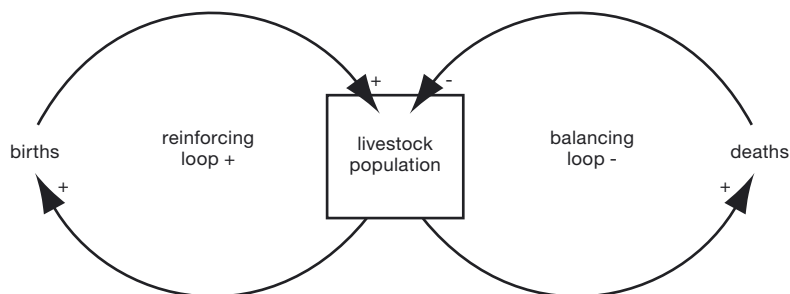 +
-
births
reinforcing
loop +
livestock
population
balancing
loop -
deaths
+
+